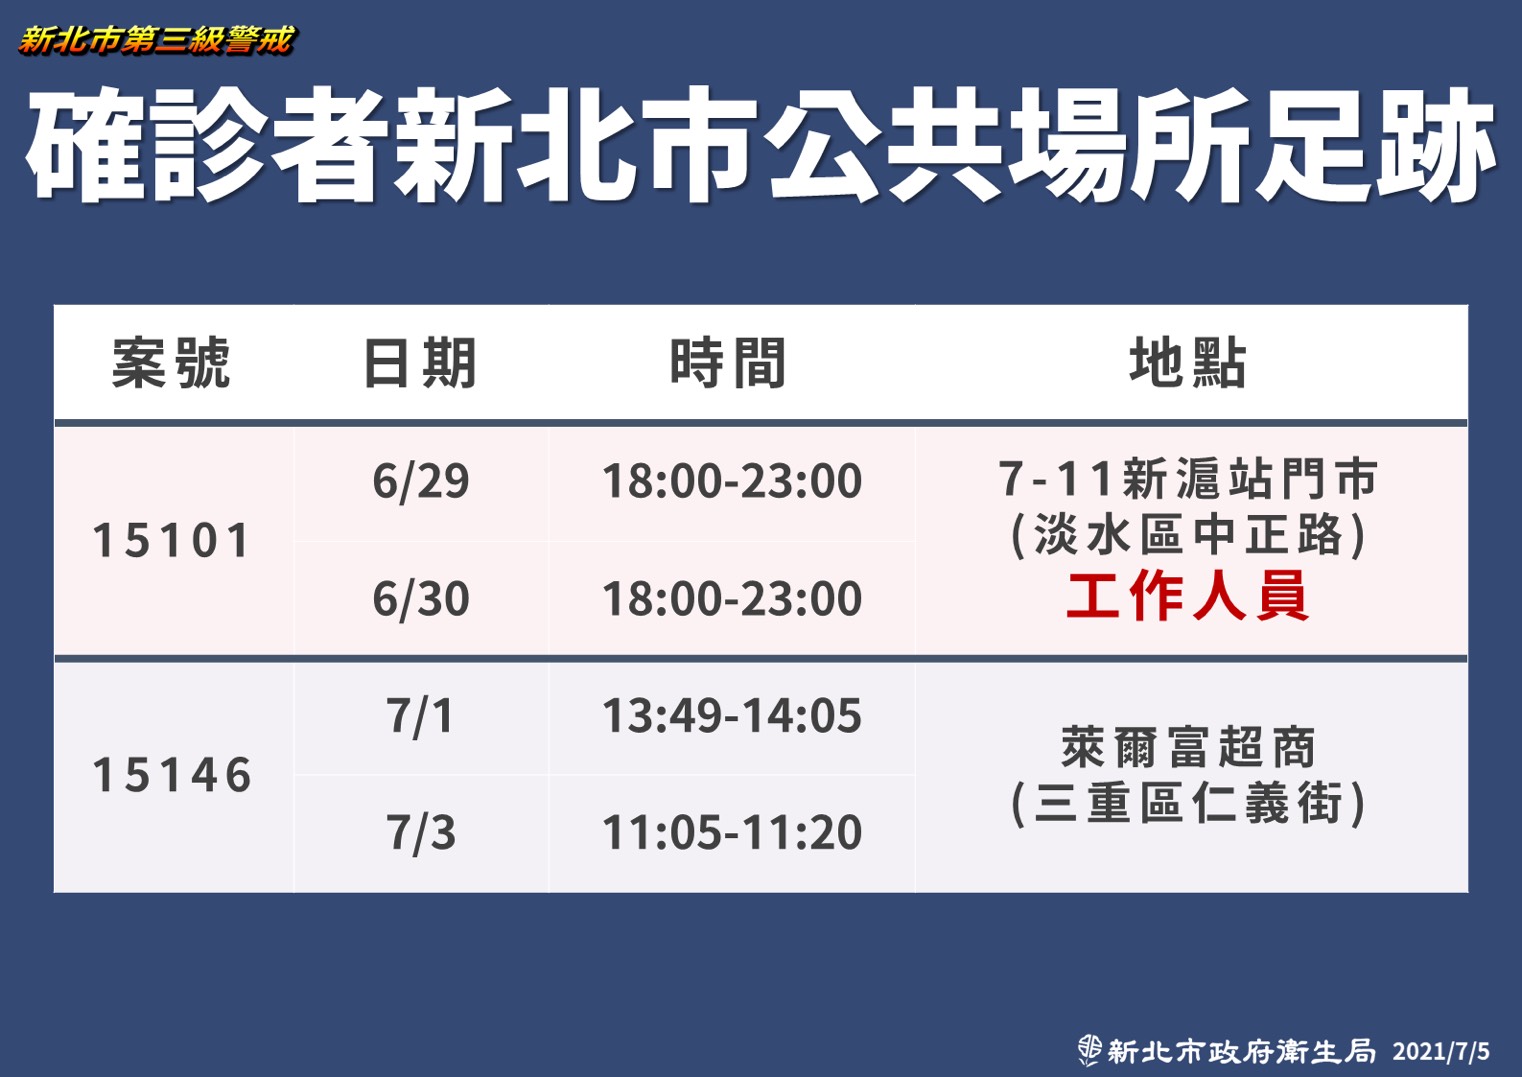 新北市第三級警戒
確診者新北市公共場所足跡
案號 日期 時間 地點
15101
6/29 18:00-23:00
6/30 18:00-23:00
7-11新滬站門市
(淡水區中正路)
工作人員
15146
7/1 13:49-14:05
7/3 11:05-11:20
萊爾富超商
(三重區仁義街)
新北市政府衛生局 2021/7/5